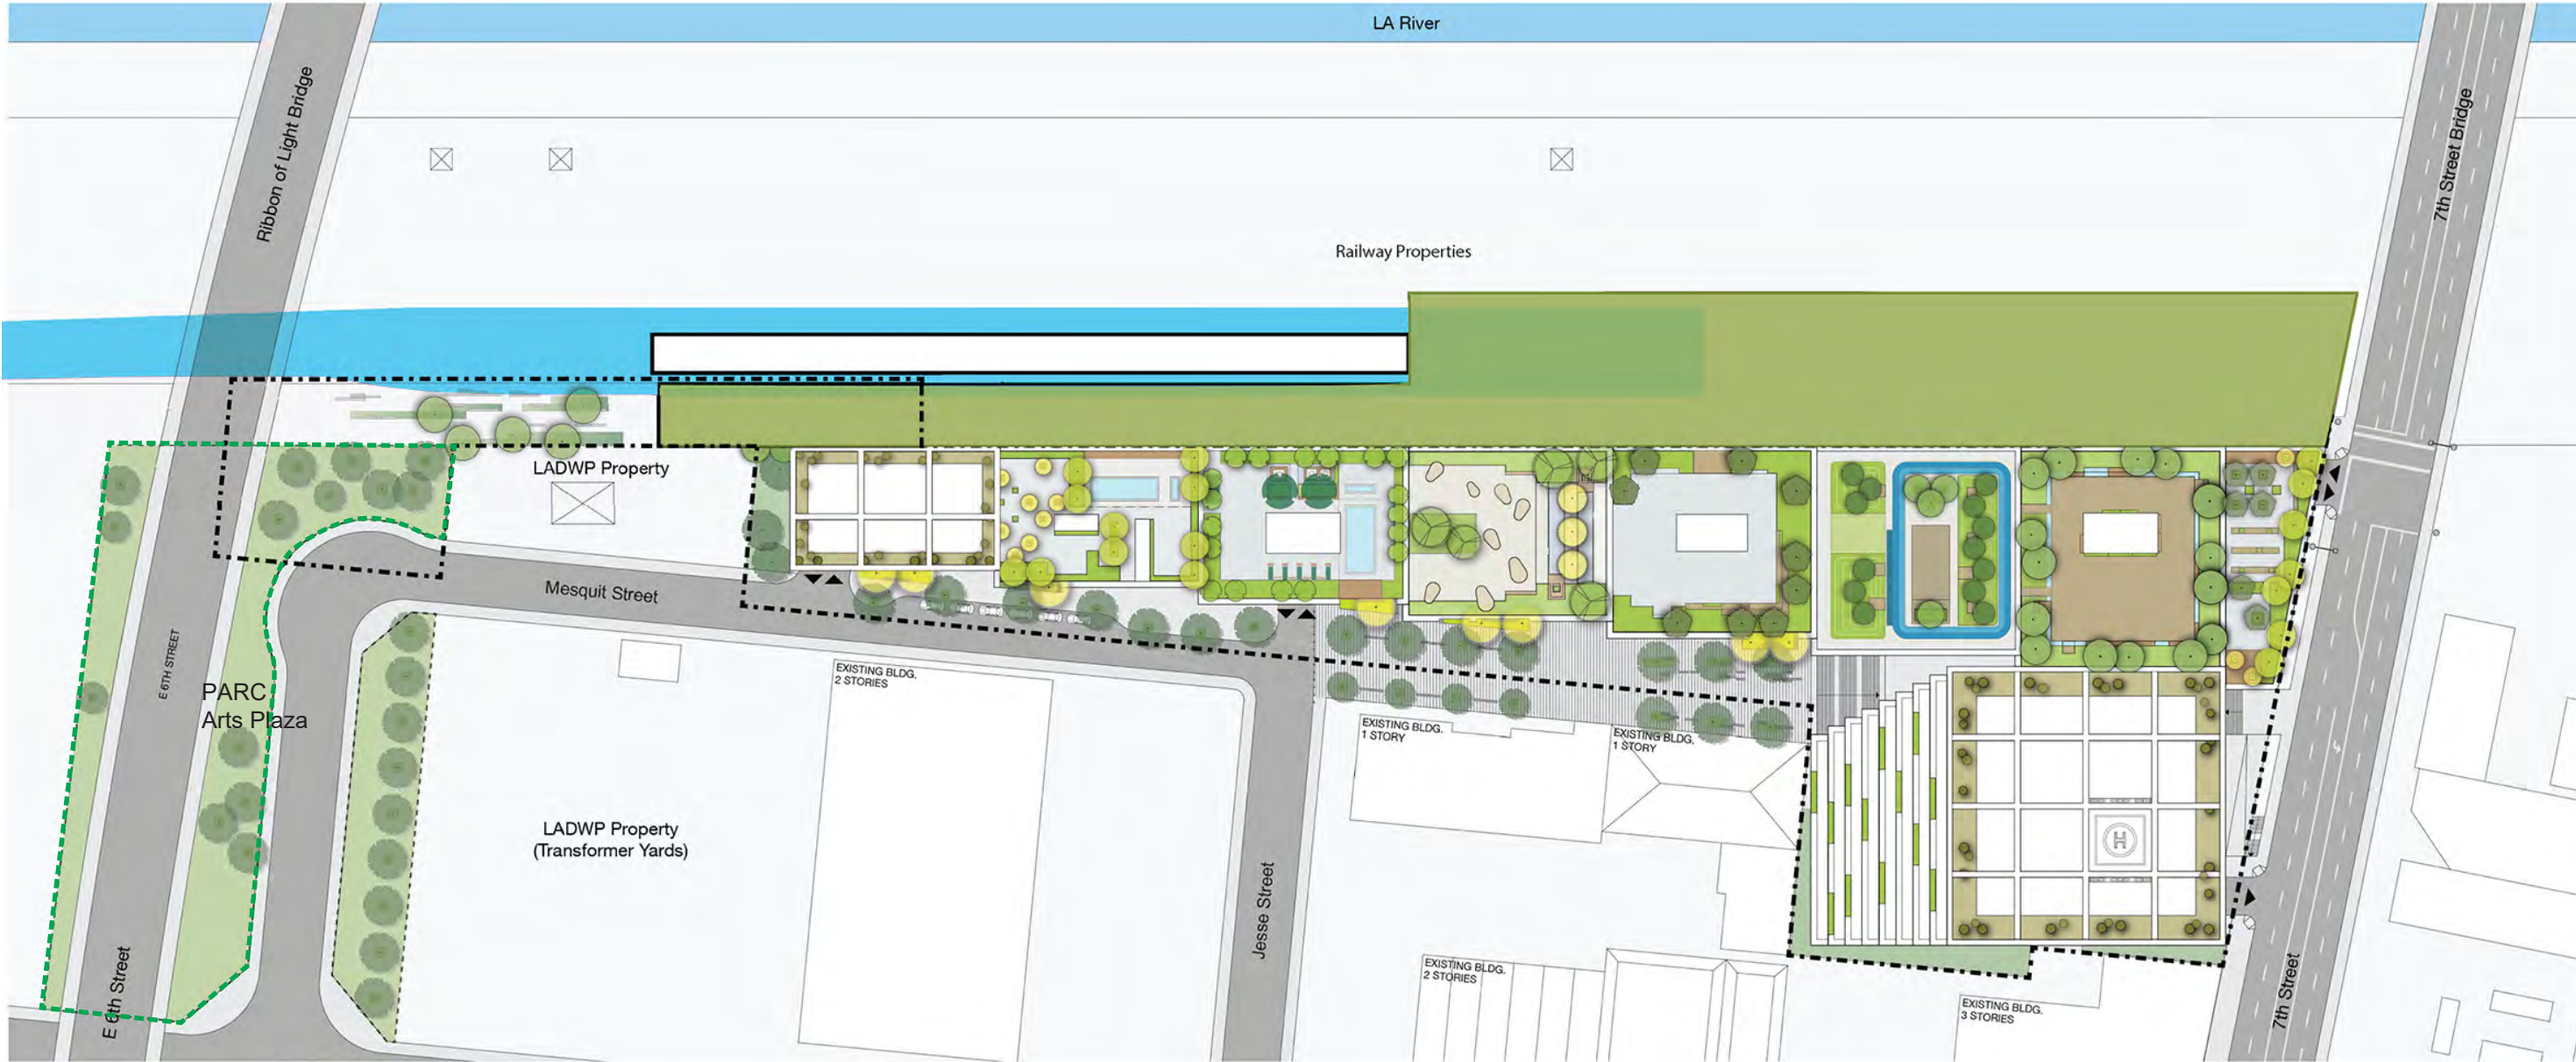 LA River
Ribbon of Light Bridge
7th Street Bridge
Railway Properties
LADWP Property
Mesquit Street
E 6TH STREET
PARC
Arts Plaza
EXISTING BLDG.
2 STORIES
EXISTING BLDG.
1 STORY
EXISTING BLDG.
1 STORY
LADWP Property
(Transformer Yards)
H
Jesse Street
E 6th Street
EXISTING BLDG.
2 STORIES
EXISTING BLDG.
3 STORIES
7th Street